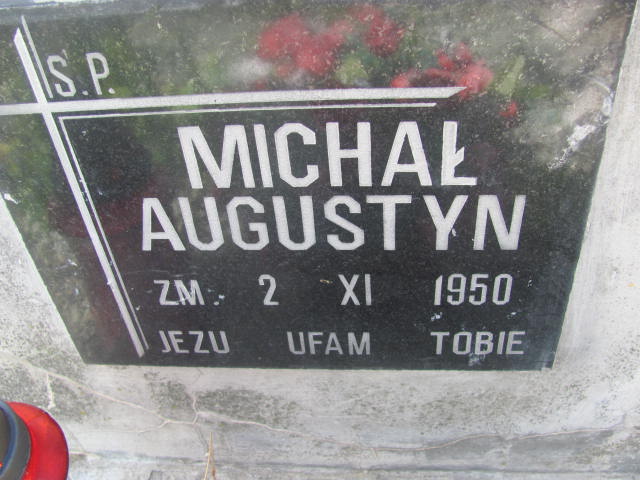 S.P.
MICHAŁ
AUGUSTYN
ZM. 2 XI 1950
JEZU UFAM TOBIE